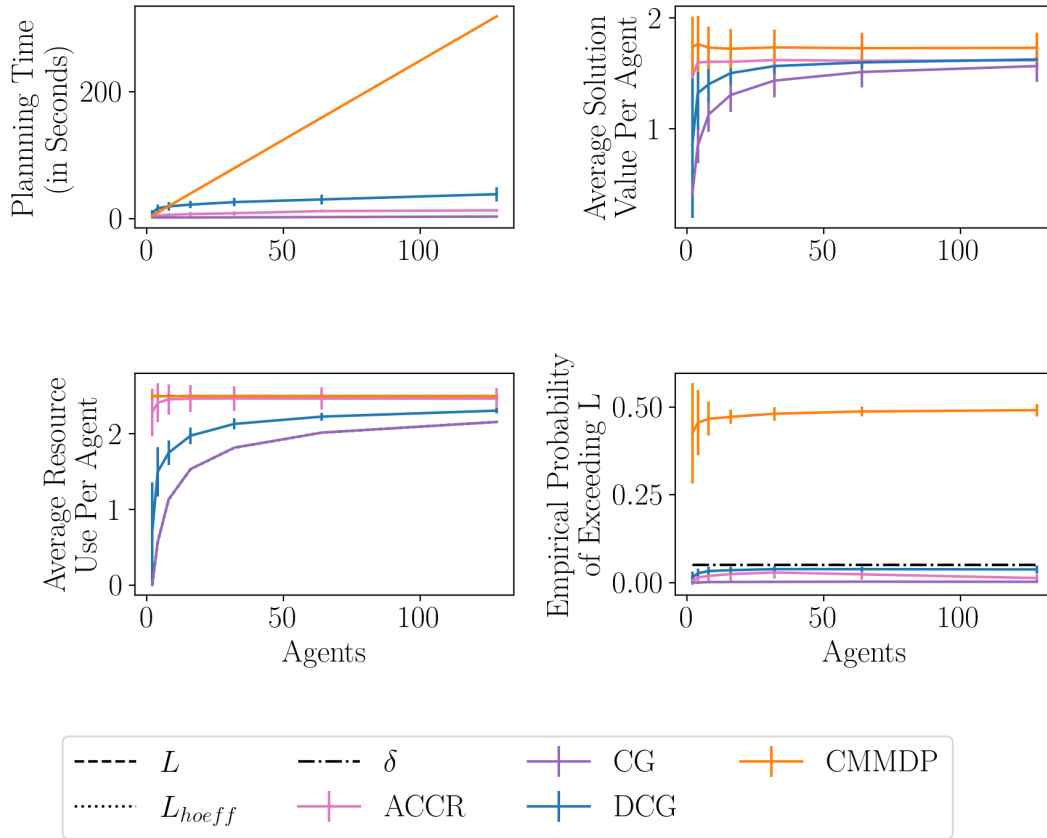 Plannning Time
(in Seconds)
200
0
0
50
100
Average Solution
Value Per Agent
2
1
0
50
100
Average Resource
Use Per Agent
2
1
0
0
50
100
Agents
Empirical Probability
of Exceeding L
0.50
0.25
0.00
0
50
100
Agents
L
δ
CG
CMMDP
L_{hoeff}
ACCR
DCG